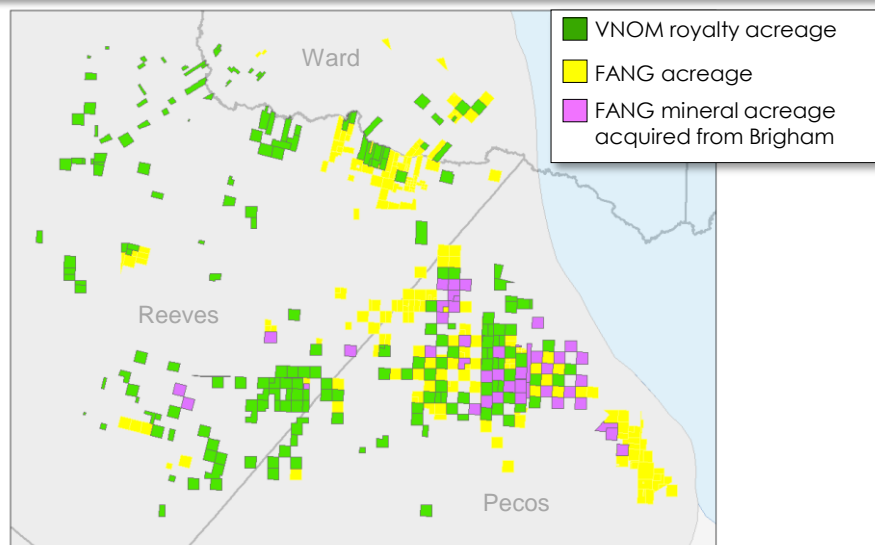 VNOM royalty acreage
FANG acreage
FANG mineral acreage
acquired from Brigham
Ward
Reeves
Pecos